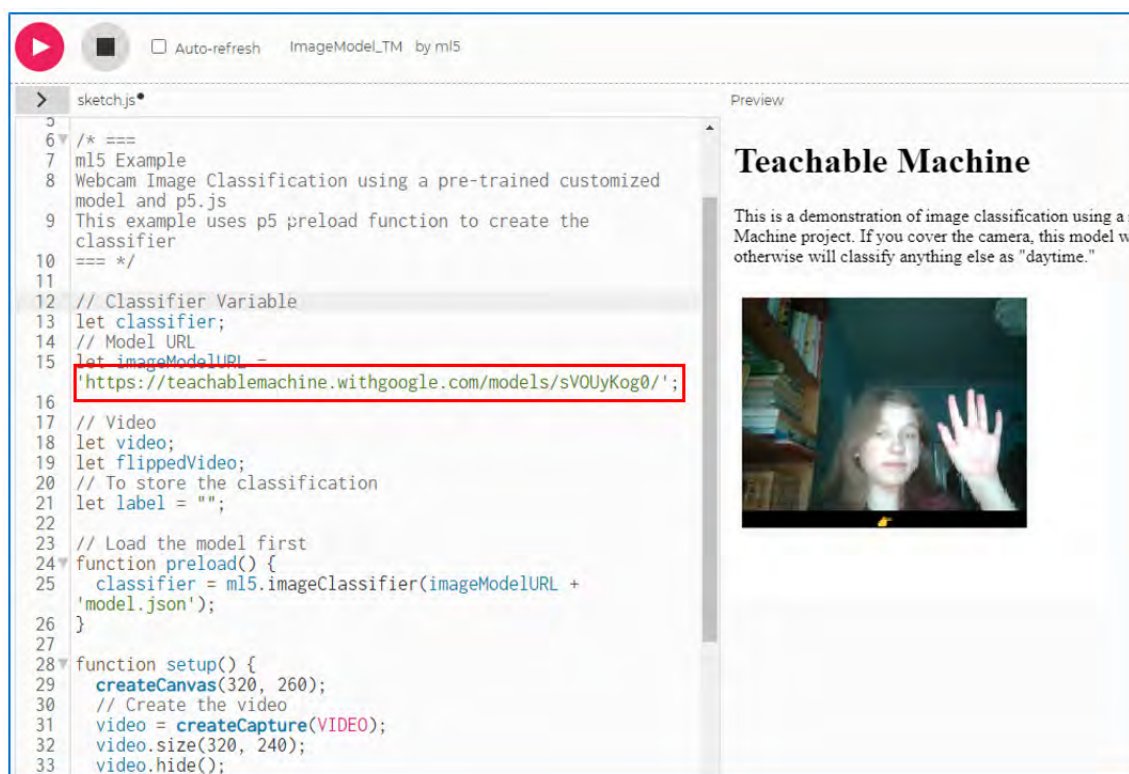 Auto-refresh ImageModel_TM by ml5
sketch.js
Preview
6 /* ===
7 ml5 Example
8 Webcam Image Classification using a pre-trained customized
model and p5.js
9 This example uses p5 preload function to create the
classifier
10 === */
11
12 // Classifier Variable
13 let classifier;
14 // Model URL
15 let imageModelURL =
'https://teachablemachine.withgoogle.com/models/sVOUyKog0/';
16
17 // Video
18 let video;
19 let flippedVideo;
20 // To store the classification
21 let label = "";
22
23 // Load the model first
24 function preload() {
25 classifier = ml5.imageClassifier(imageModelURL +
'model.json');
26 }
27
28 function setup() {
29 createCanvas(320, 260);
30 // Create the video
31 video = createCapture(VIDEO);
32 video.size(320, 240);
33 video.hide();
Teachable Machine
This is a demonstration of image classification using a
Machine project. If you cover the camera, this model
otherwise will classify anything else as "daytime."